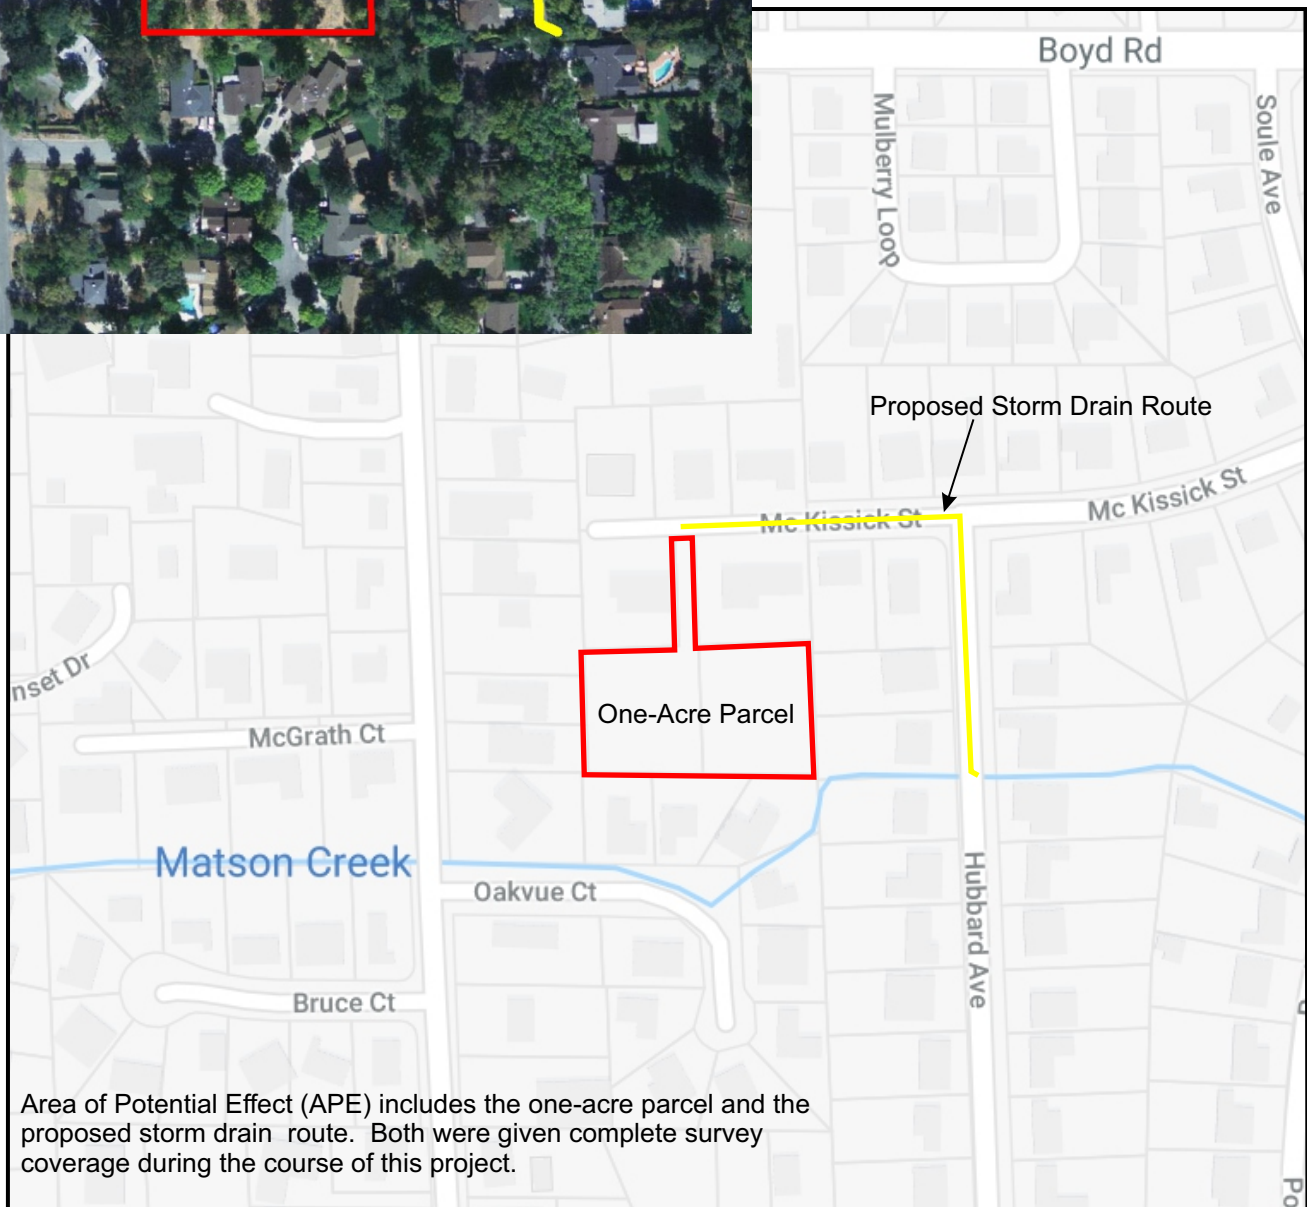 Boyd Rd
Mulberry Loop
Soule Ave
Proposed Storm Drain Route
Mc Kissick St
Mc Kissick St
One-Acre Parcel
nset Dr
McGrath Ct
Matson Creek
Oakvue Ct
Hubbard Ave
Bruce Ct
Area of Potential Effect (APE) includes the one-acre parcel and the
proposed storm drain route. Both were given complete survey
coverage during the course of this project.
Po